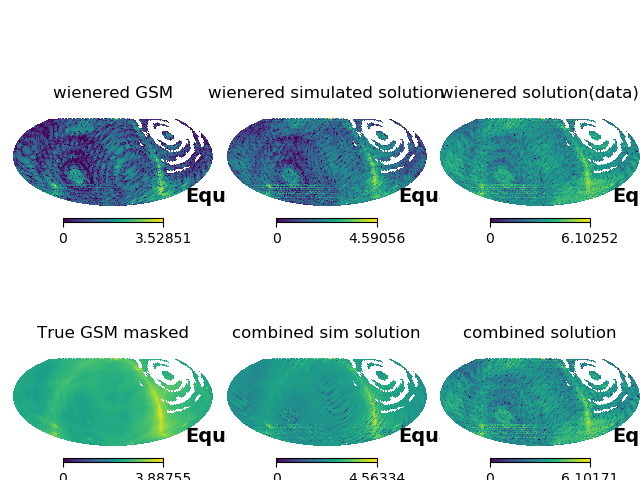 wienered GSM
wienered simulated solution
wienered solution(data)
Equ
Equ
Eq
0 3.52851
0 4.59056
0 6.10252
True GSM masked
combined sim solution
combined solution
Equ
Equ
Eq
0 3.88755
0 4.56334
0 6.10171